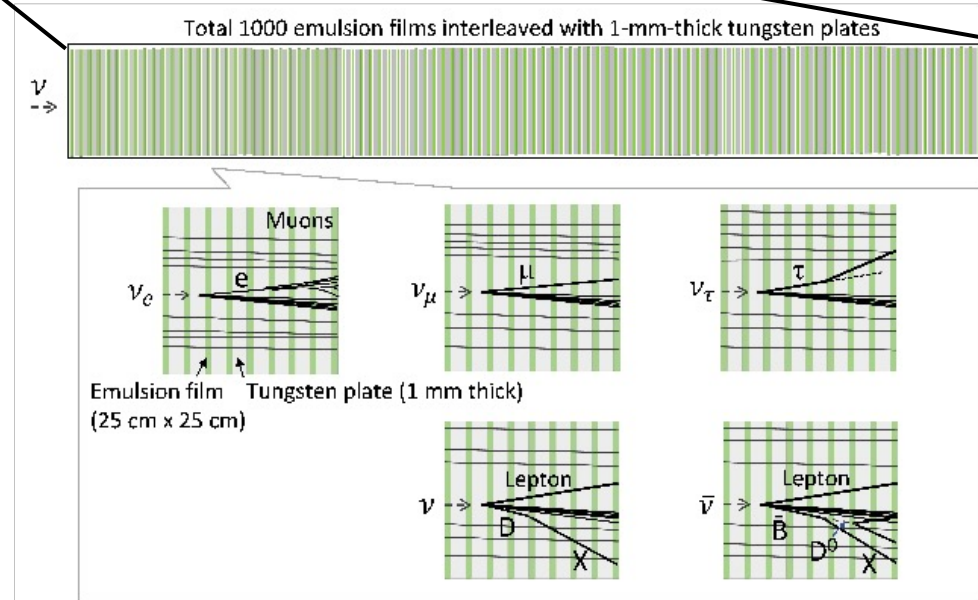 Total 1000 emulsion films interleaved with 1-mm-thick tungsten plates
ν
Muons
e
νe
μ
νμ
τ
ντ
Emulsion film
(25 cm x 25 cm)
Tungsten plate (1 mm thick)
Lepton
ν
D
X
Lepton
ν̄
B̄
D⁰
X